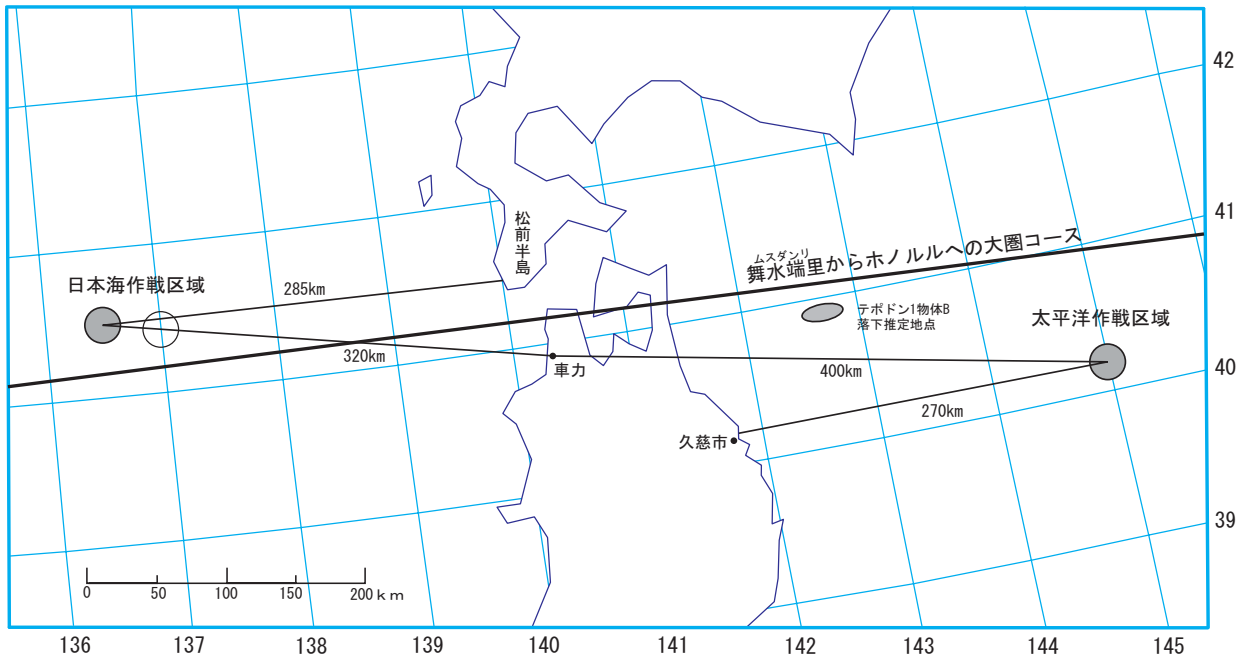 42
41
40
39
松前半島
ムスダンリ
舞水端里からホノルルへの大圏コース
日本海作戦区域
285km
テポドン1物体B
落下推定地点
太平洋作戦区域
320km
車力
400km
270km
久慈市
0 50 100 150 200km
136 137 138 139 140 141 142 143 144 145